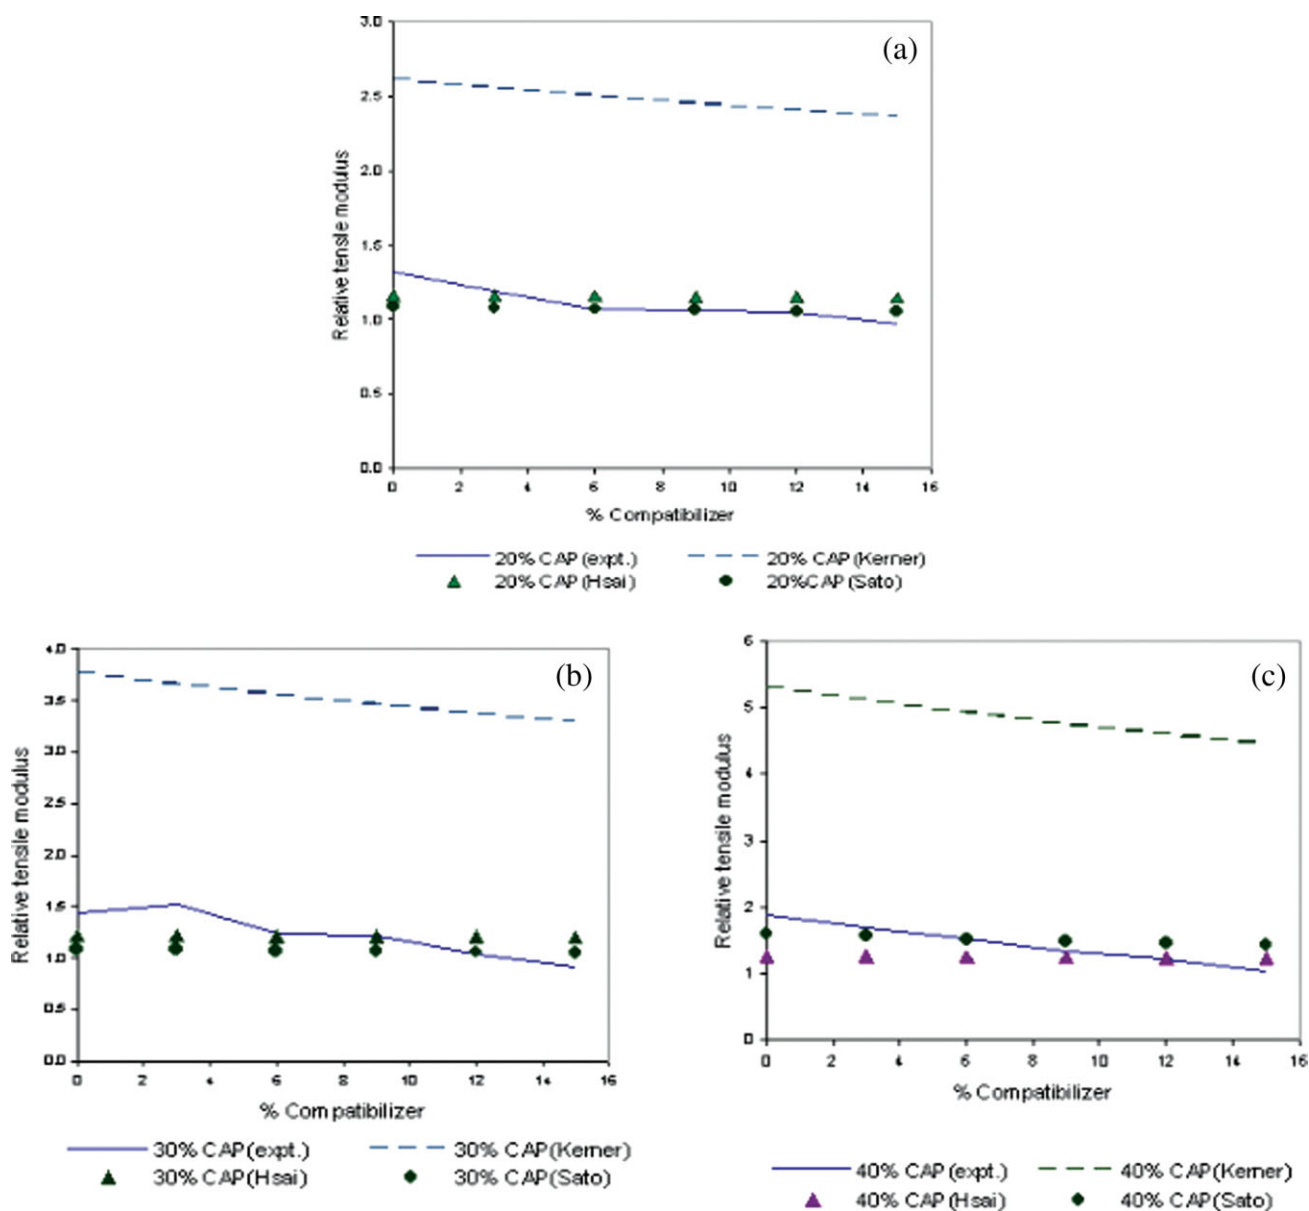 (a)
Relative tensile modulus
3.0
2.5
2.0
1.5
1.0
0.5
0.0
0 2 4 6 8 10 12 14 16
% Compatibilizer
20% CAP(expt.) 20% CAP(Kerner)
20% CAP(Hsai) 20%CAP(Sato)
(b)
Relative tensile modulus
4.0
3.5
3.0
2.5
2.0
1.5
1.0
0.5
0.0
0 2 4 6 8 10 12 14 16
% Compatibilizer
30% CAP(expt.) 30% CAP(Kerner)
30% CAP(Hsai) 30% CAP(Sato)
(c)
Relative tensile modulus
6
5
4
3
2
1
0
0 2 4 6 8 10 12 14 16
% Compatibilizer
40% CAP(expt.) 40% CAP(Kerner)
40% CAP(Hsai) 40% CAP(Sato)